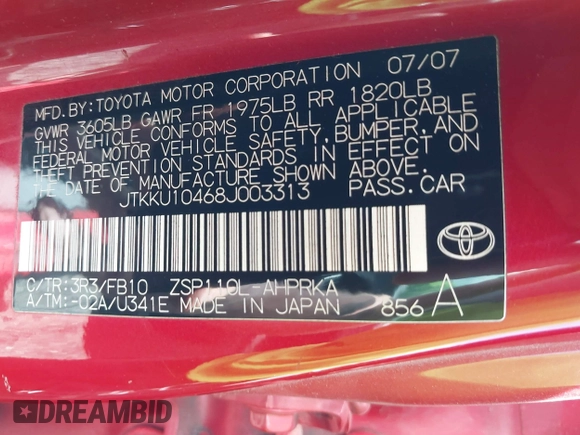 MFD.BY:TOYOTA MOTOR CORPORATION 07/07
GVWR 3605LB GAWR FR 1975LB RR 1820LB
THIS VEHICLE CONFORMS TO ALL APPLICABLE
FEDERAL MOTOR VEHICLE SAFETY,BUMPER,AND
THEFT PREVENTION STANDARDS IN EFFECT ON
THE DATE OF MANUFACTURE SHOWN ABOVE.
JTKKU10468J003313 PASS.CAR
C/TR:3R3/FB10 ZSP110L-AHPRKA
A/TM:-02A/U341E MADE IN JAPAN 856 A
DREAMBID